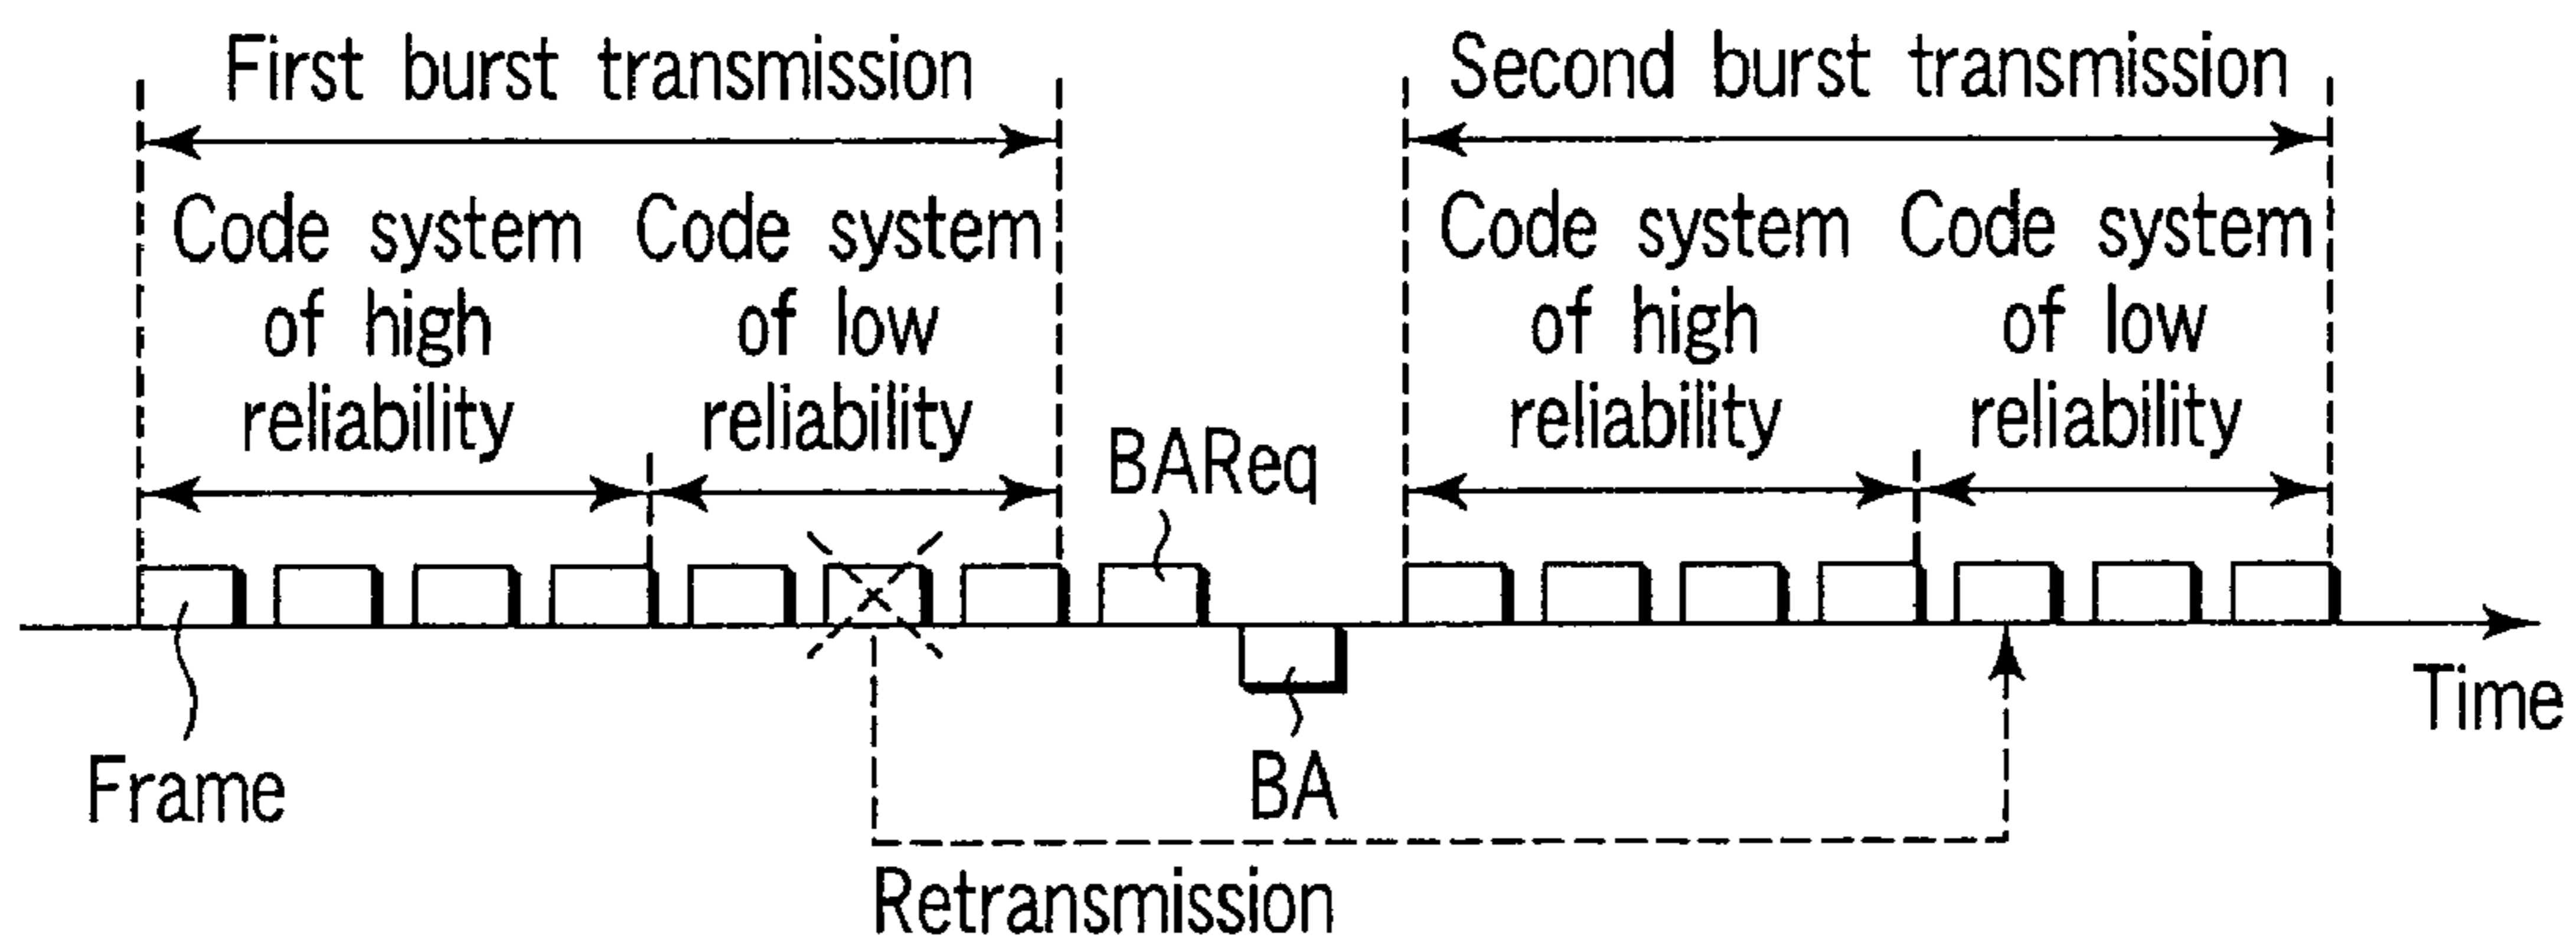 First burst transmission
Second burst transmission
Code system
of high
reliability
Code system
of low
reliability
BAReq
Code system
of high
reliability
Code system
of low
reliability
Time
Frame
BA
Retransmission